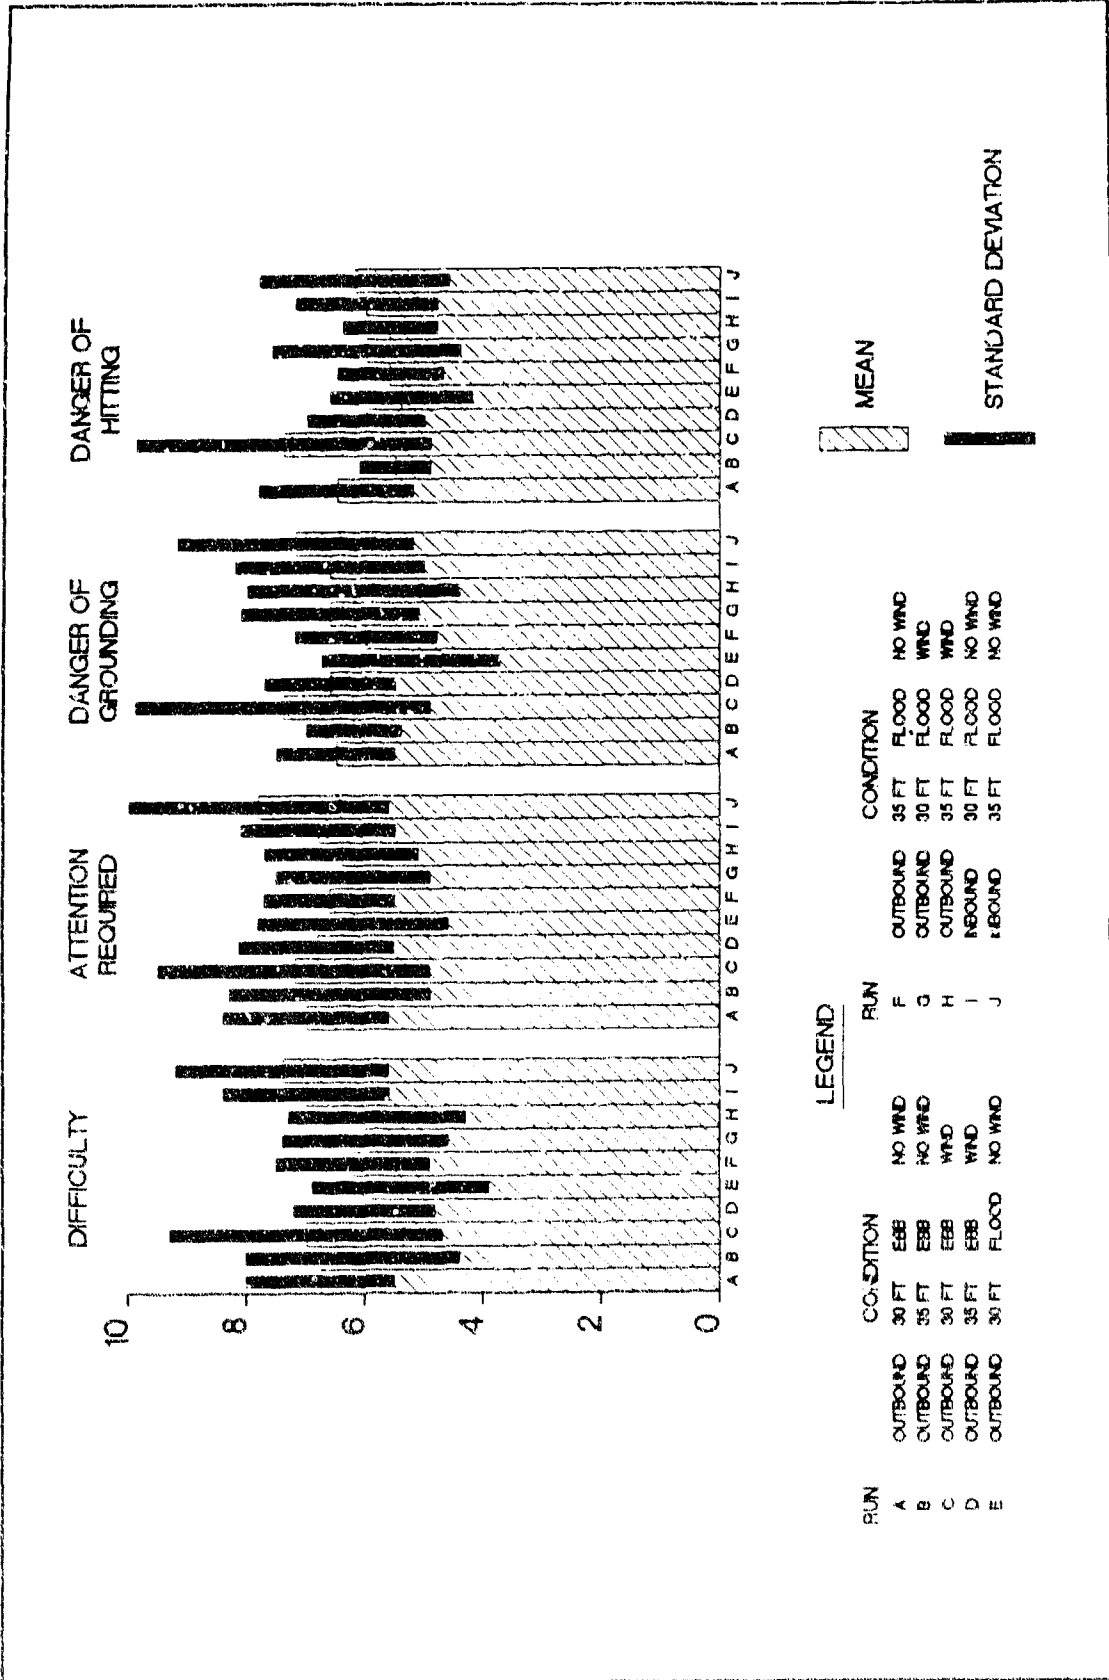 DIFFICULTY
ATTENTION
REQUIRED
DANGER OF
GROUNDING
DANGER OF
HITTING
10
8
6
4
2
0
A B C D E F G H I J
A B C D E F G H I J
A B C D E F G H I J
A B C D E F G H I J
LEGEND
MEAN
STANDARD DEVIATION
RUN CONDITION
A OUTBOUND 30 FT EBB NO WIND
B OUTBOUND 35 FT EBB NO WIND
C OUTBOUND 30 FT EBB WIND
D OUTBOUND 35 FT EBB WIND
E OUTBOUND 30 FT FLOOD NO WIND
RUN CONDITION
F OUTBOUND 35 FT FLOOD NO WIND
G OUTBOUND 30 FT FLOOD WIND
H OUTBOUND 35 FT FLOOD WIND
I INBOUND 30 FT FLOOD NO WIND
J INBOUND 35 FT FLOOD NO WIND